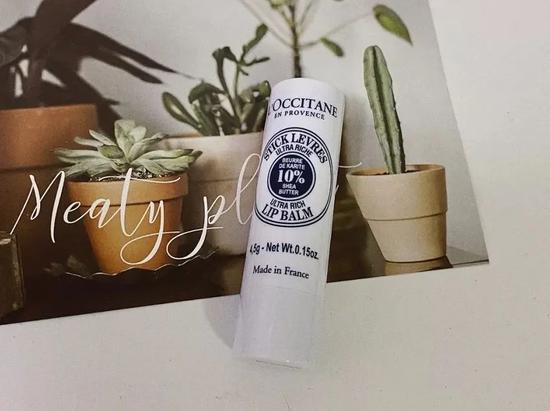 L'OCCITANE
EN PROVENCE
STICK LEVRES
ULTRA RICHE
BEURRE
DE KARITE
10%
SHEA
BUTTER
ULTRA RICH
LIP BALM
4,5g - Net Wt.0.15oz.
Made in France
Meaty pl